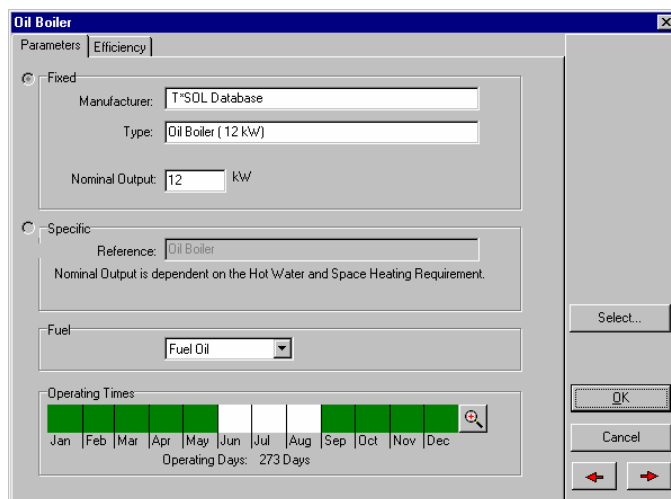 Oil Boiler
Parameters Efficiency
Fixed
Manufacturer: T*SOL Database
Type: Oil Boiler ( 12 kW)
Nominal Output: 12 kW
Specific
Reference: Oil Boiler
Nominal Output is dependent on the Hot Water and Space Heating Requirement.
Fuel
Fuel Oil
Operating Times
Jan Feb Mar Apr May Jun Jul Aug Sep Oct Nov Dec
Operating Days: 273 Days
Select...
OK
Cancel